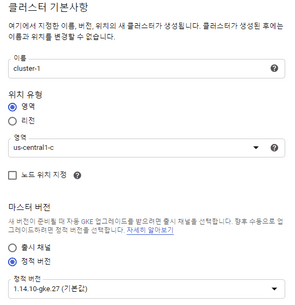 클러스터 기본사항
여기에서 지정한 이름, 버전, 위치의 새 클러스터가 생성됩니다. 클러스터가 생성된 후에는
이름과 위치를 변경할 수 없습니다.
이름
cluster-1
위치 유형
영역
리전
영역
us-central1-c
노드 위치 지정
마스터 버전
새 버전이 준비될 때 자동 GKE 업그레이드를 받으려면 출시 채널을 선택합니다. 향후 수동으로 업
그레이드하려면 정적 버전을 선택합니다. 자세히 알아보기
출시 채널
정적 버전
정적 버전
1.14.10-gke.27 (기본값)